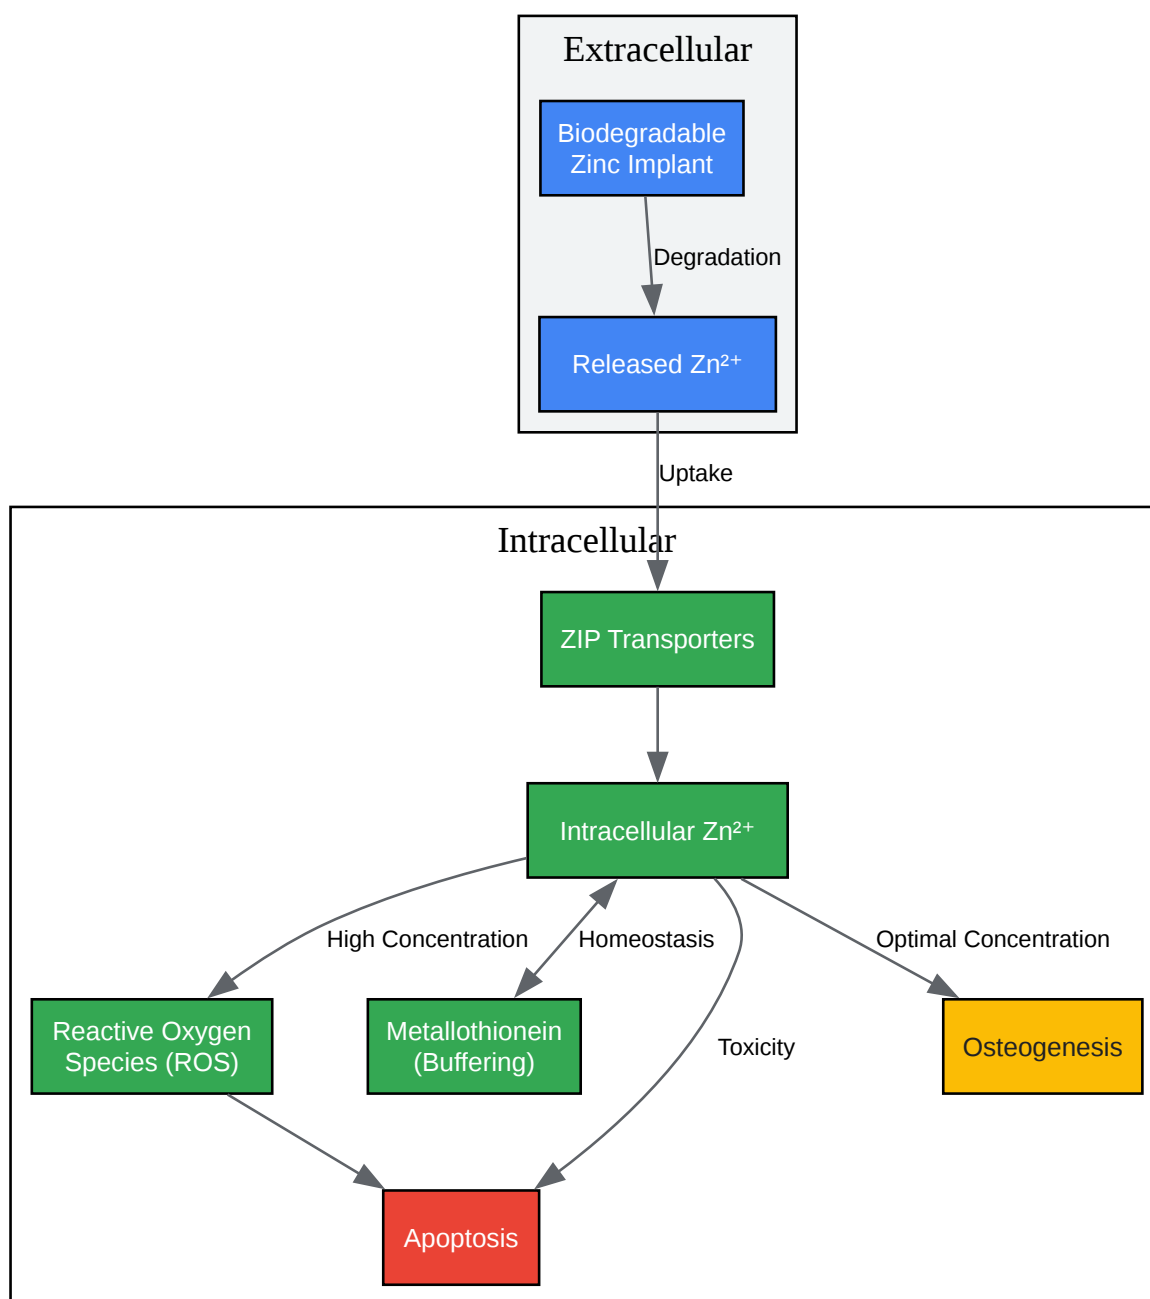 Extracellular
Biodegradable
Zinc Implant
Degradation
Released Zn²⁺
Uptake
Intracellular
ZIP Transporters
Intracellular Zn²⁺
High Concentration
Homeostasis
Optimal Concentration
Reactive Oxygen
Species (ROS)
Metallothionein
(Buffering)
Toxicity
Osteogenesis
Apoptosis